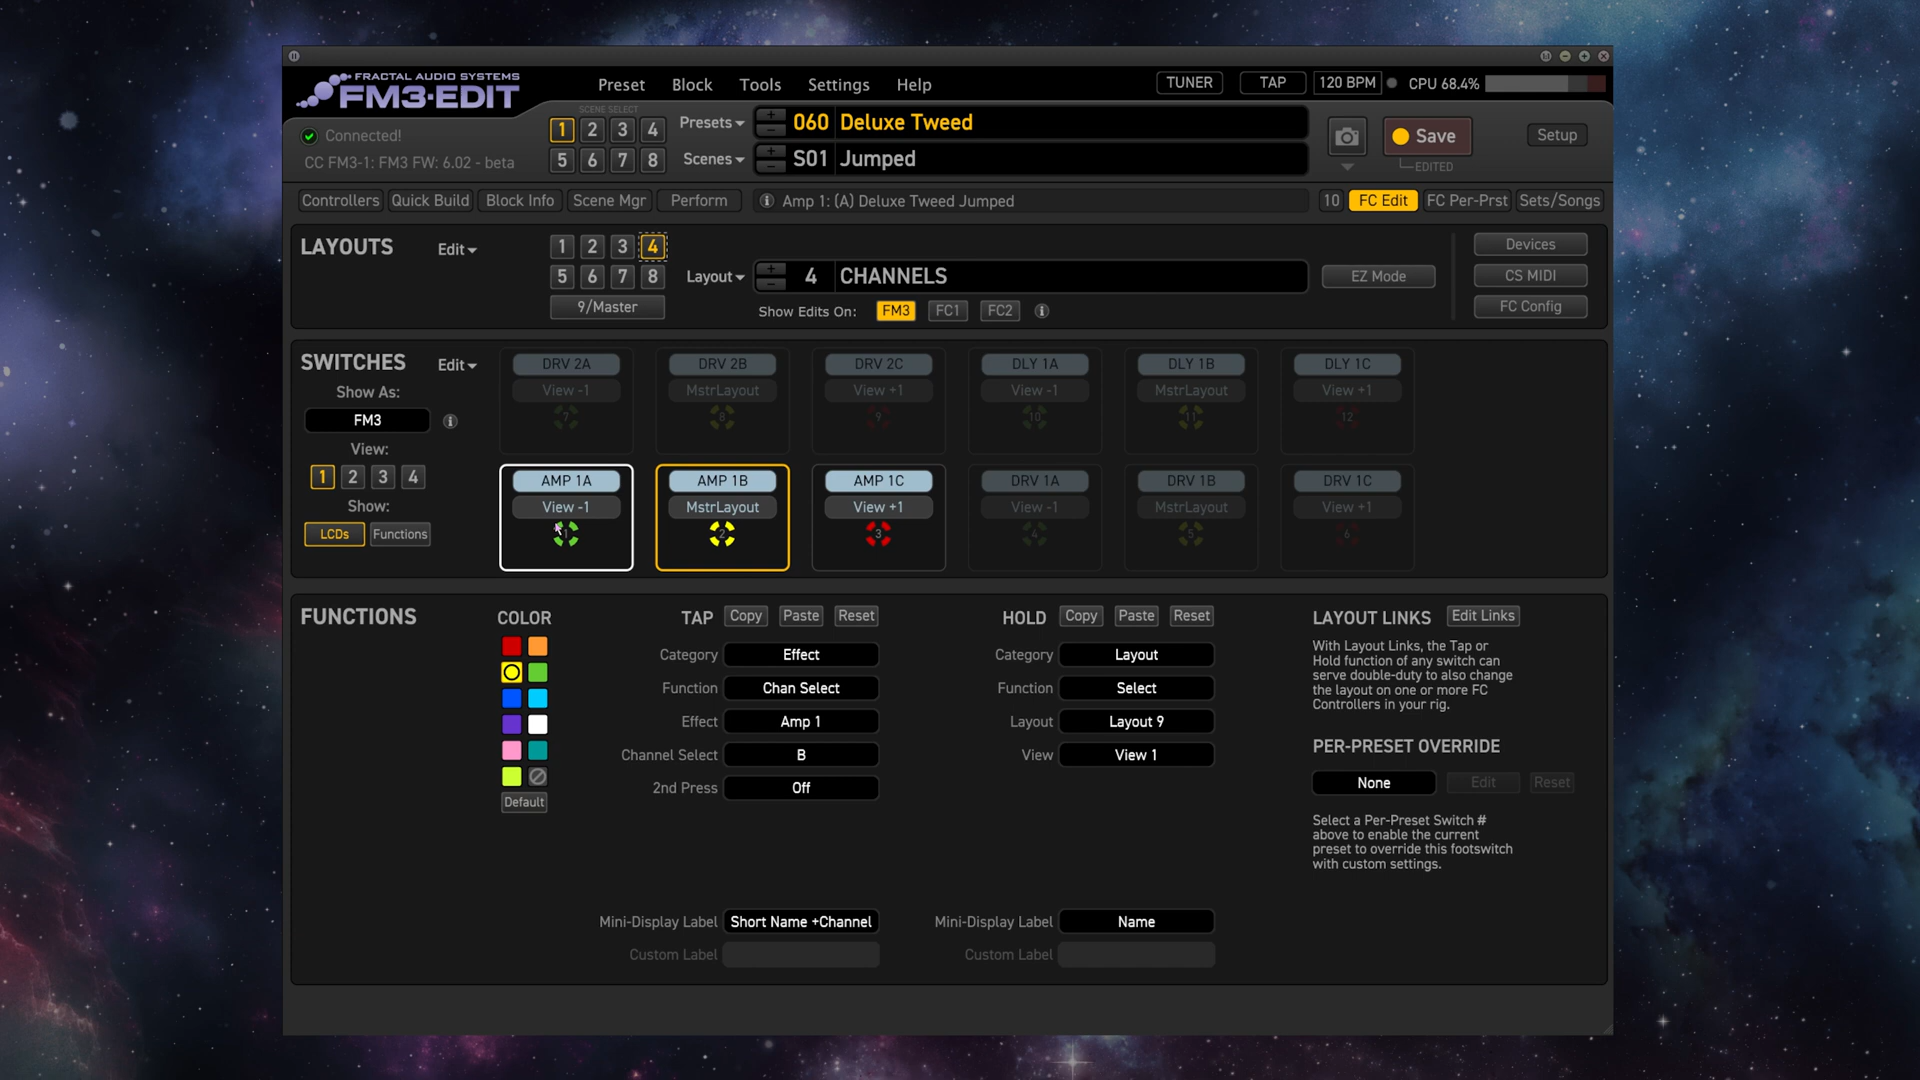 FRACTAL AUDIO SYSTEMS
FM3-EDIT
Preset Block Tools Settings Help
TUNER TAP 120 BPM CPU 68.4%
Connected!
CC FM3-1: FM3 FW: 6.02 - beta
SCENE SELECT
1 2 3 4
5 6 7 8
Presets 060 Deluxe Tweed
Scenes S01 Jumped
Save
EDITED
Setup
Controllers Quick Build Block Info Scene Mgr Perform
Amp 1: (A) Deluxe Tweed Jumped
10 FC Edit FC Per-Prst Sets/Songs
LAYOUTS Edit
1 2 3 4
5 6 7 8
9/Master
Layout 4 CHANNELS
Show Edits On: FM3 FC1 FC2
EZ Mode
Devices
CS MIDI
FC Config
SWITCHES Edit
Show As:
FM3
View:
1 2 3 4
Show:
LCDs Functions
DRV 2A DRV 2B DRV 2C DLY 1A DLY 1B DLY 1C
View -1 MstrLayout View +1 View -1 MstrLayout View +1
7 8 9 10 11 12
AMP 1A AMP 1B AMP 1C DRV 1A DRV 1B DRV 1C
View -1 MstrLayout View +1 View -1 MstrLayout View +1
1 2 3 4 5 6
FUNCTIONS
COLOR
Default
TAP Copy Paste Reset
Category Effect
Function Chan Select
Effect Amp 1
Channel Select B
2nd Press Off
Mini-Display Label Short Name +Channel
Custom Label
HOLD Copy Paste Reset
Category Layout
Function Select
Layout Layout 9
View View 1
Mini-Display Label Name
Custom Label
LAYOUT LINKS Edit Links
With Layout Links, the Tap or
Hold function of any switch can
serve double-duty to also change
the layout on one or more FC
Controllers in your rig.
PER-PRESET OVERRIDE
None Edit Reset
Select a Per-Preset Switch #
above to enable the current
preset to override this footswitch
with custom settings.